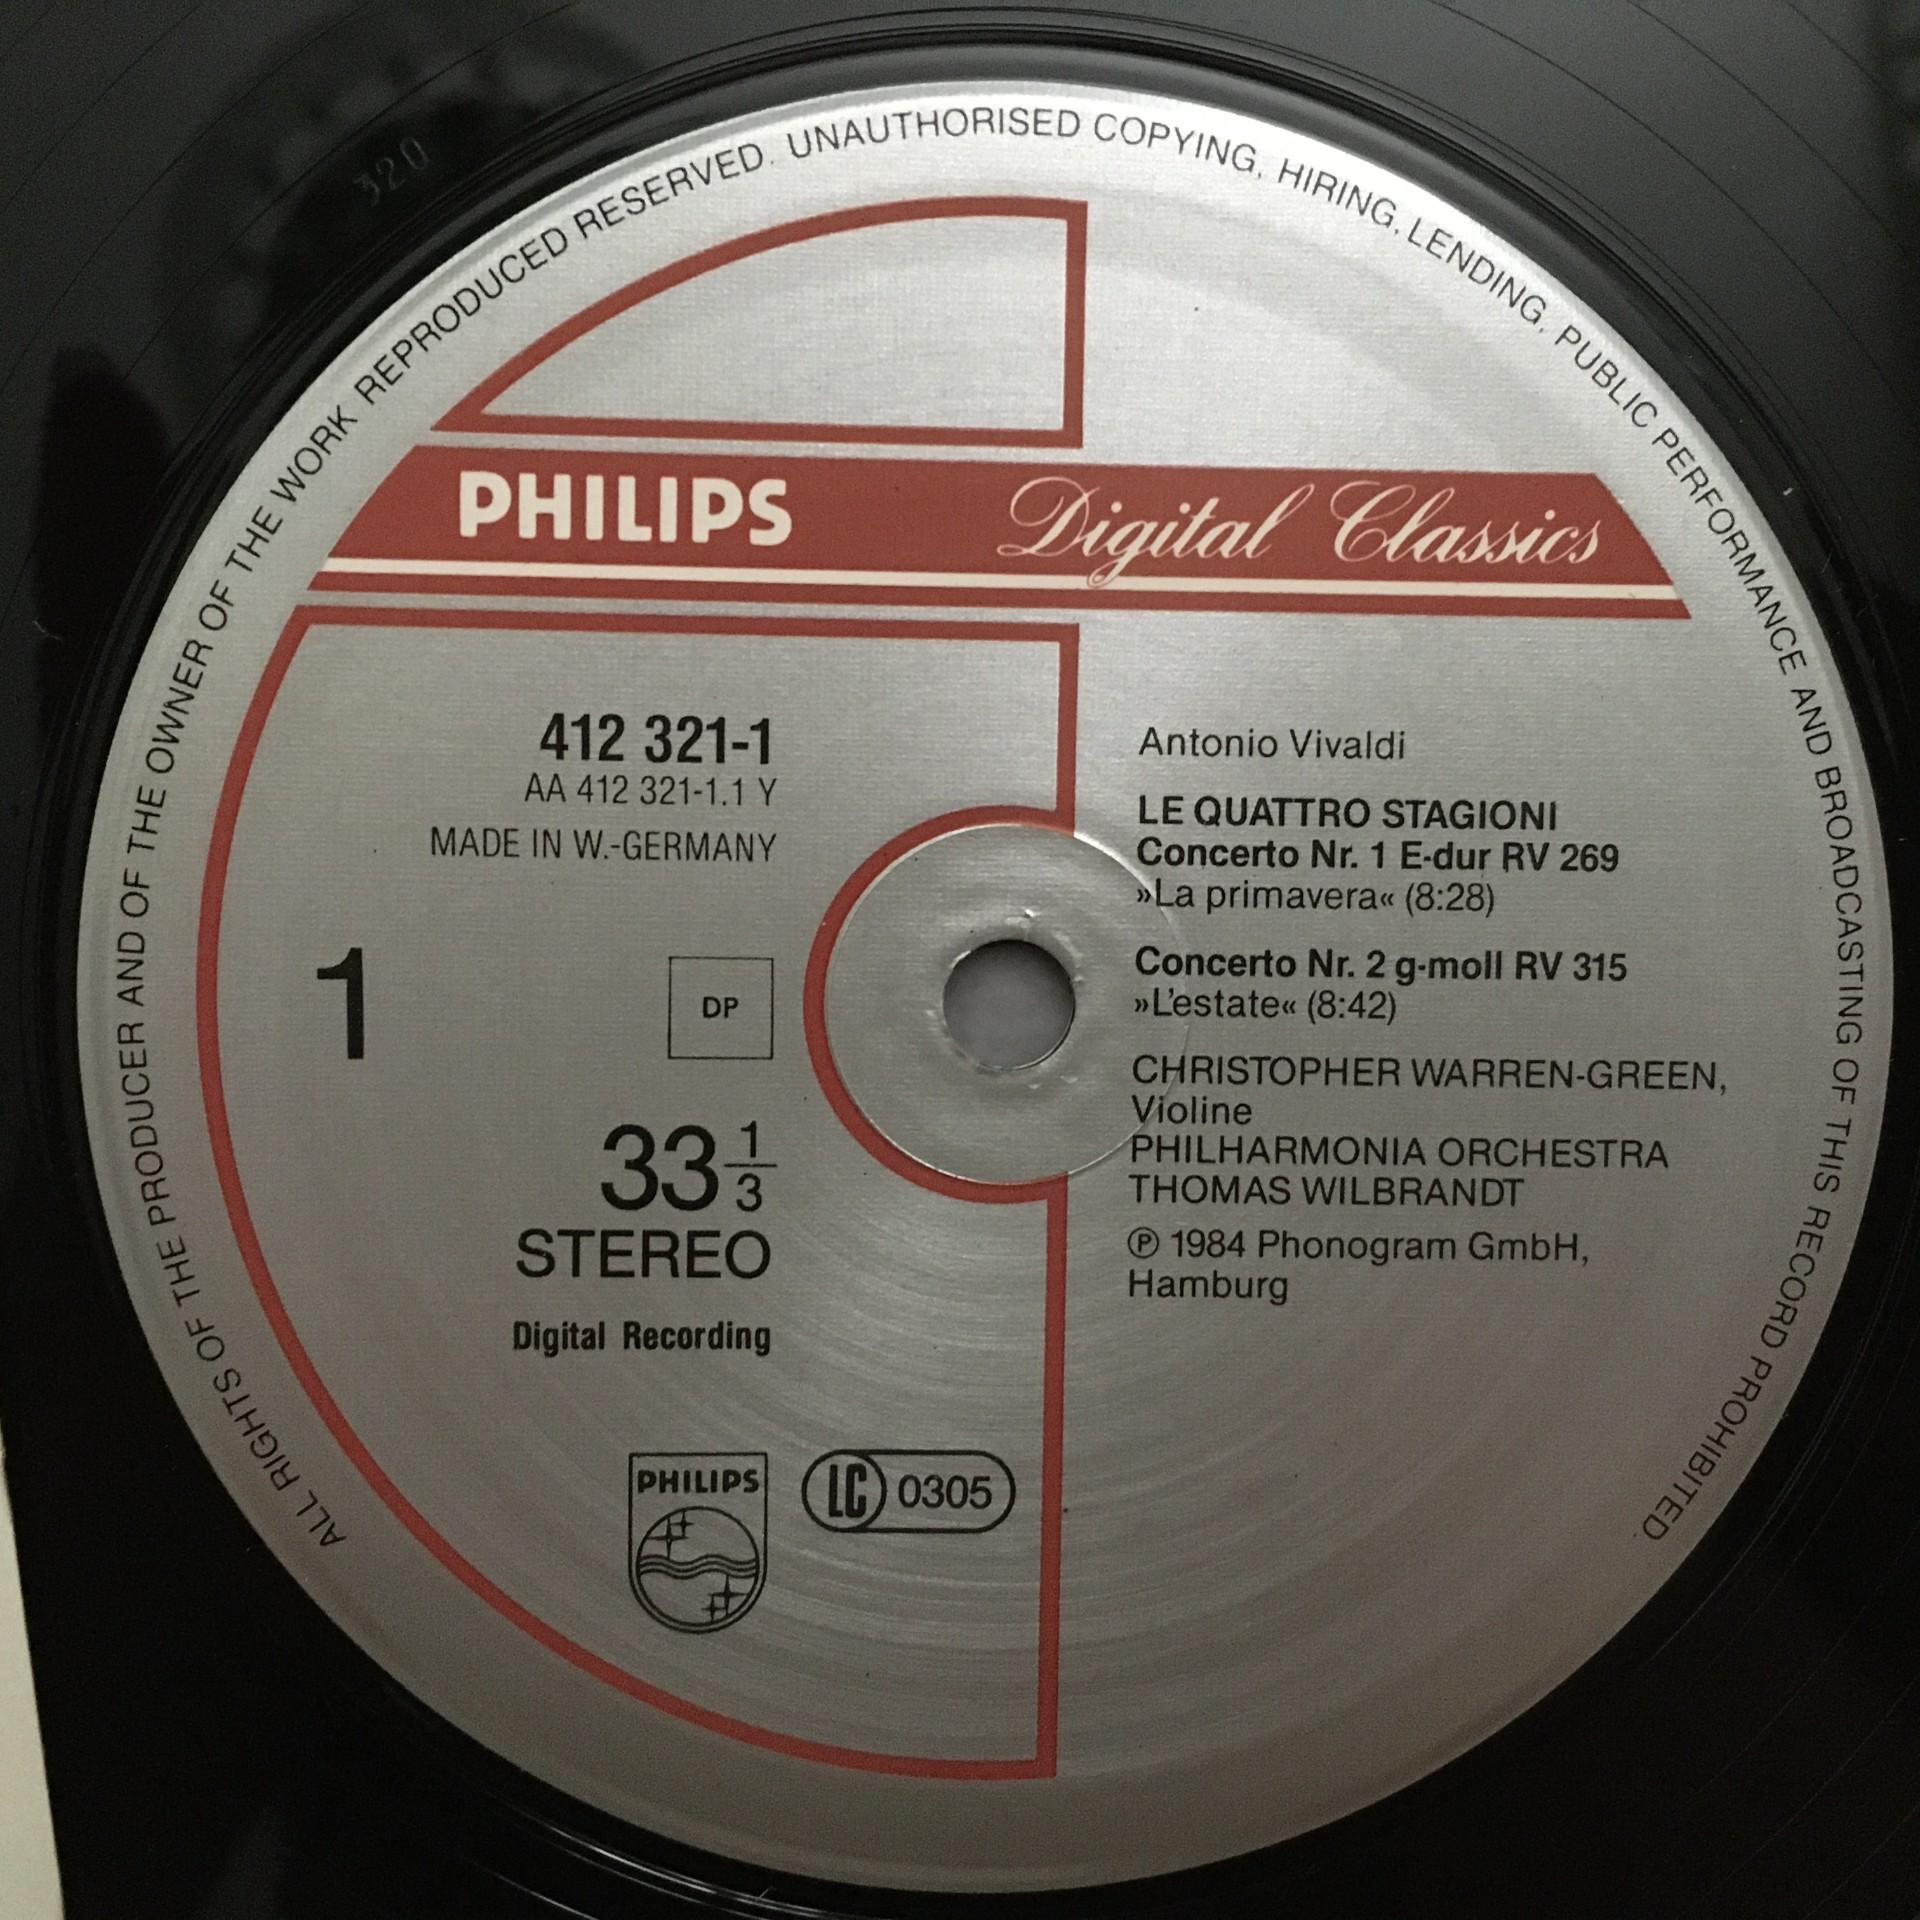 320
ALL RIGHTS OF THE PRODUCER AND OF THE OWNER OF THE WORK REPRODUCED RESERVED. UNAUTHORISED COPYING, HIRING, LENDING, PUBLIC PERFORMANCE AND BROADCASTING OF THIS RECORD PROHIBITED.
PHILIPS Digital Classics
412 321-1
AA 412 321-1.1 Y
MADE IN W.-GERMANY
1
DP
33 1/3
STEREO
Digital Recording
PHILIPS
LC 0305
Antonio Vivaldi
LE QUATTRO STAGIONI
Concerto Nr. 1 E-dur RV 269
»La primavera« (8:28)
Concerto Nr. 2 g-moll RV 315
»L'estate« (8:42)
CHRISTOPHER WARREN-GREEN,
Violine
PHILHARMONIA ORCHESTRA
THOMAS WILBRANDT
℗ 1984 Phonogram GmbH,
Hamburg